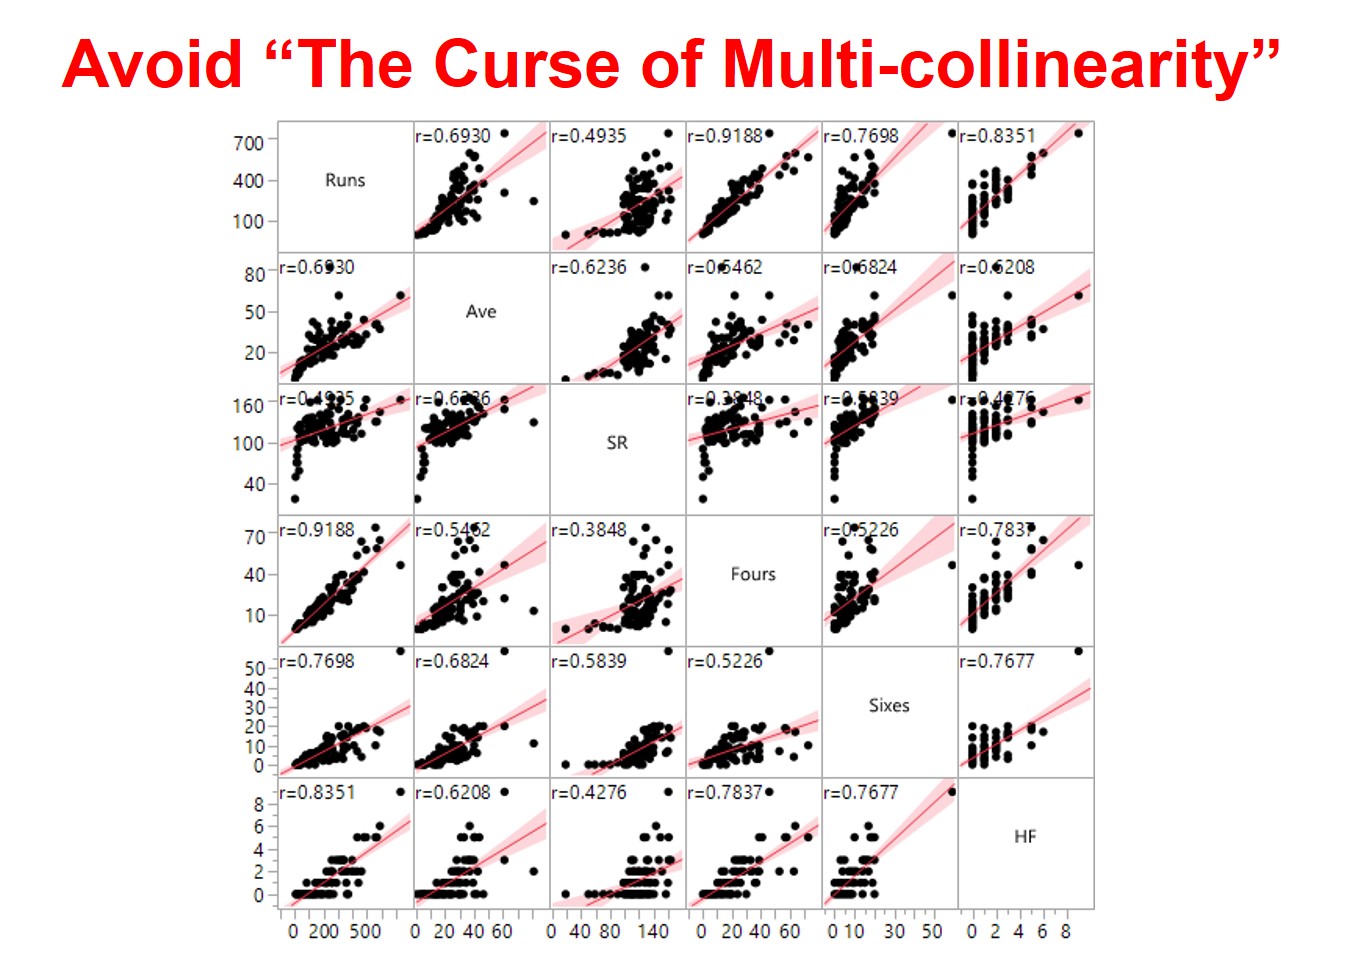 Avoid “The Curse of Multi-collinearity”
700 400 100 Runs r=0.6930 r=0.4935 r=0.9188 r=0.7698 r=0.8351
80 50 20 r=0.6930 Ave r=0.6236 r=0.5462 r=0.6824 r=0.6208
160 100 40 r=0.4935 r=0.6236 SR r=0.3848 r=0.5839 r=0.4276
70 40 10 r=0.9188 r=0.5462 r=0.3848 Fours r=0.5226 r=0.7837
50 40 30 20 10 0 r=0.7698 r=0.6824 r=0.5839 r=0.5226 Sixes r=0.7677
8 6 4 2 0 r=0.8351 r=0.6208 r=0.4276 r=0.7837 r=0.7677 HF
0 200 500 0 20 40 60 0 40 80 140 0 20 40 60 0 10 30 50 0 2 4 6 8